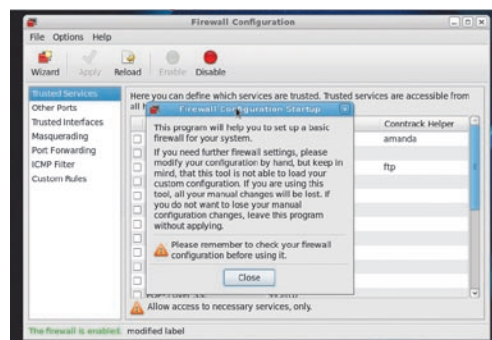 Firewall Configuration
File Options Help
Wizard Apply Reload Enable Disable
Trusted Services
Other Ports
Trusted Interfaces
Masquerading
Port Forwarding
ICMP Filter
Custom Rules
Here you can define which services are trusted. Trusted services are accessible from
all
Conntrack Helper
amanda
ftp
Firewall Configuration Startup
This program will help you to set up a basic
firewall for your system.
If you need further firewall settings, please
modify your configuration by hand, but keep in
mind, that this tool is not able to load your
custom configuration. If you are using this
tool, all your manual changes will be lost. If
you do not want to lose your manual
configuration changes, leave this program
without applying.
Please remember to check your firewall
configuration before using it.
Close
Allow access to necessary services, only.
The firewall is enabled. modified label